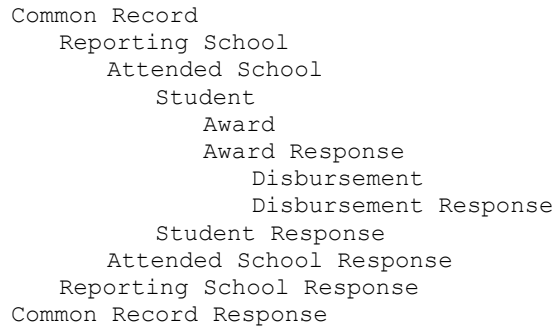 Common Record
Reporting School
Attended School
Student
Award
Award Response
Disbursement
Disbursement Response
Student Response
Attended School Response
Reporting School Response
Common Record Response